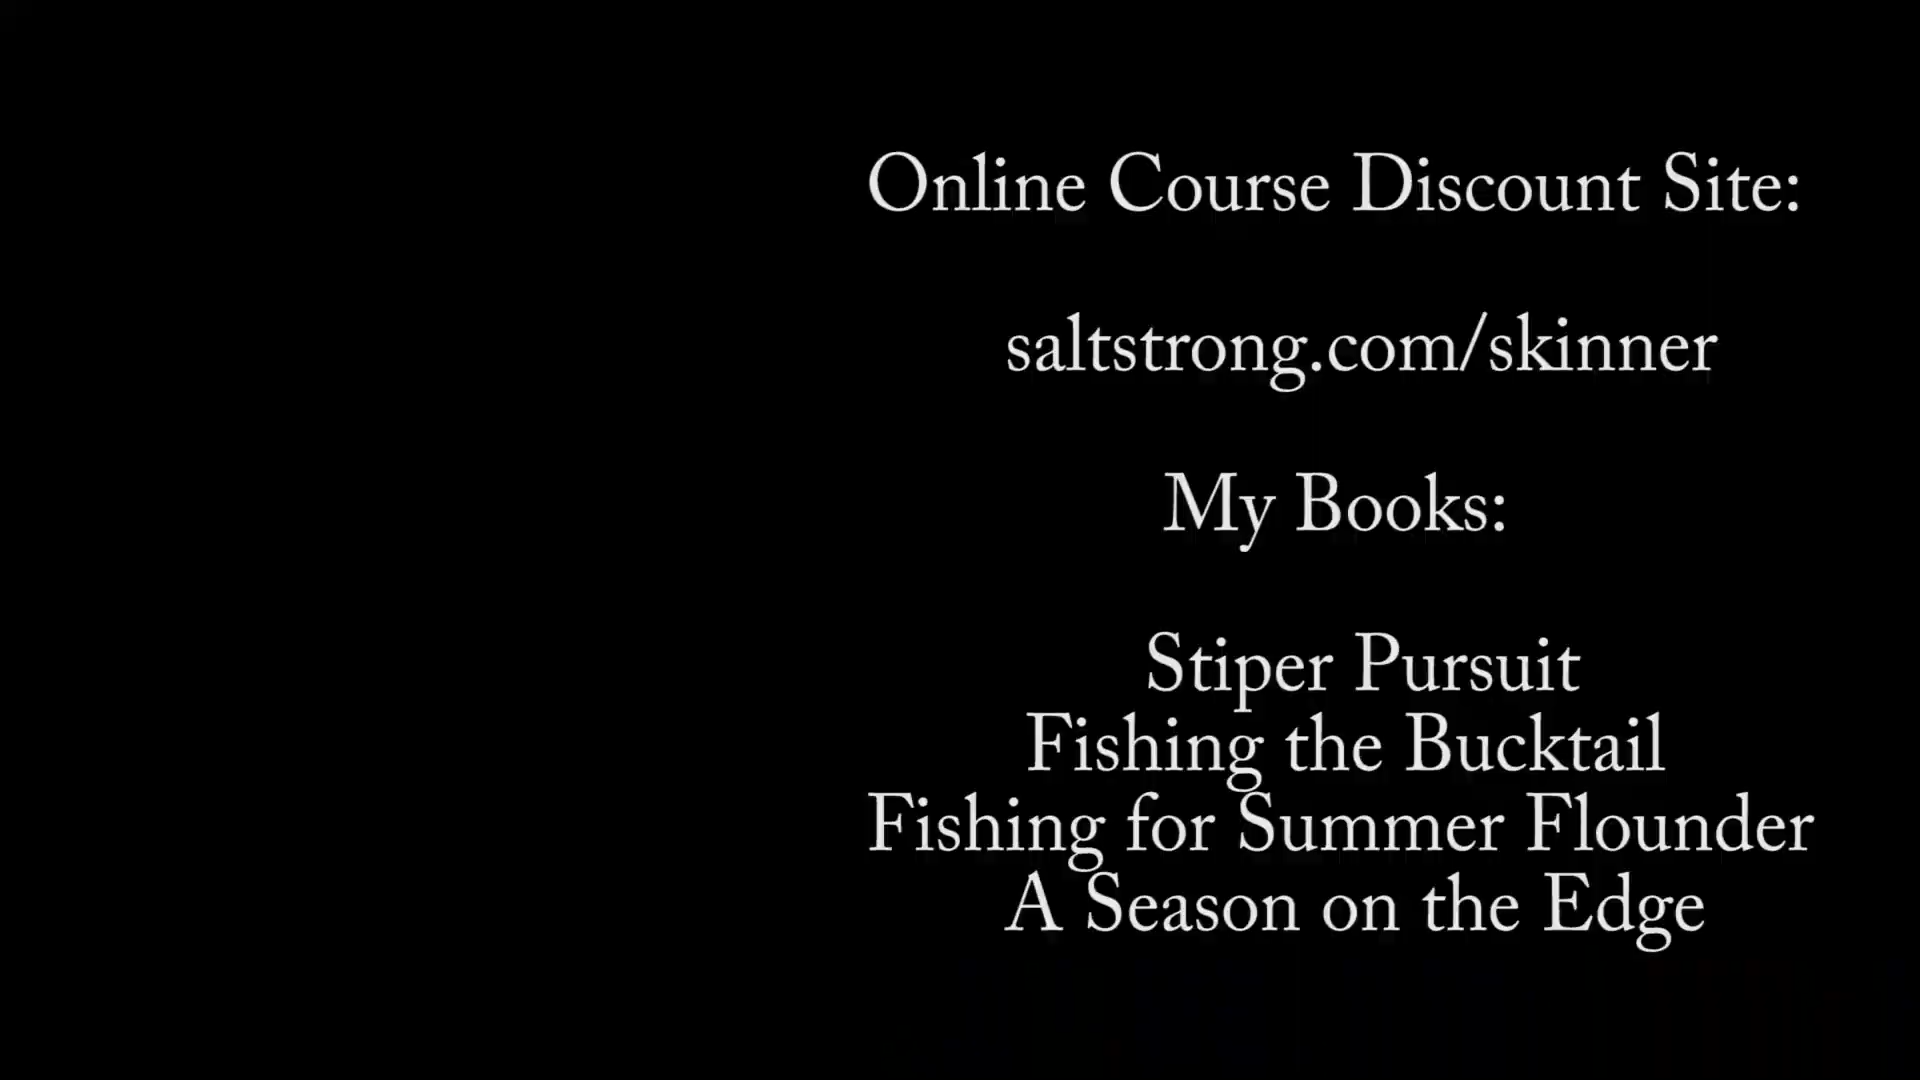 Online Course Discount Site:
saltstrong.com/skinner
My Books:
Stiper Pursuit
Fishing the Bucktail
Fishing for Summer Flounder
A Season on the Edge